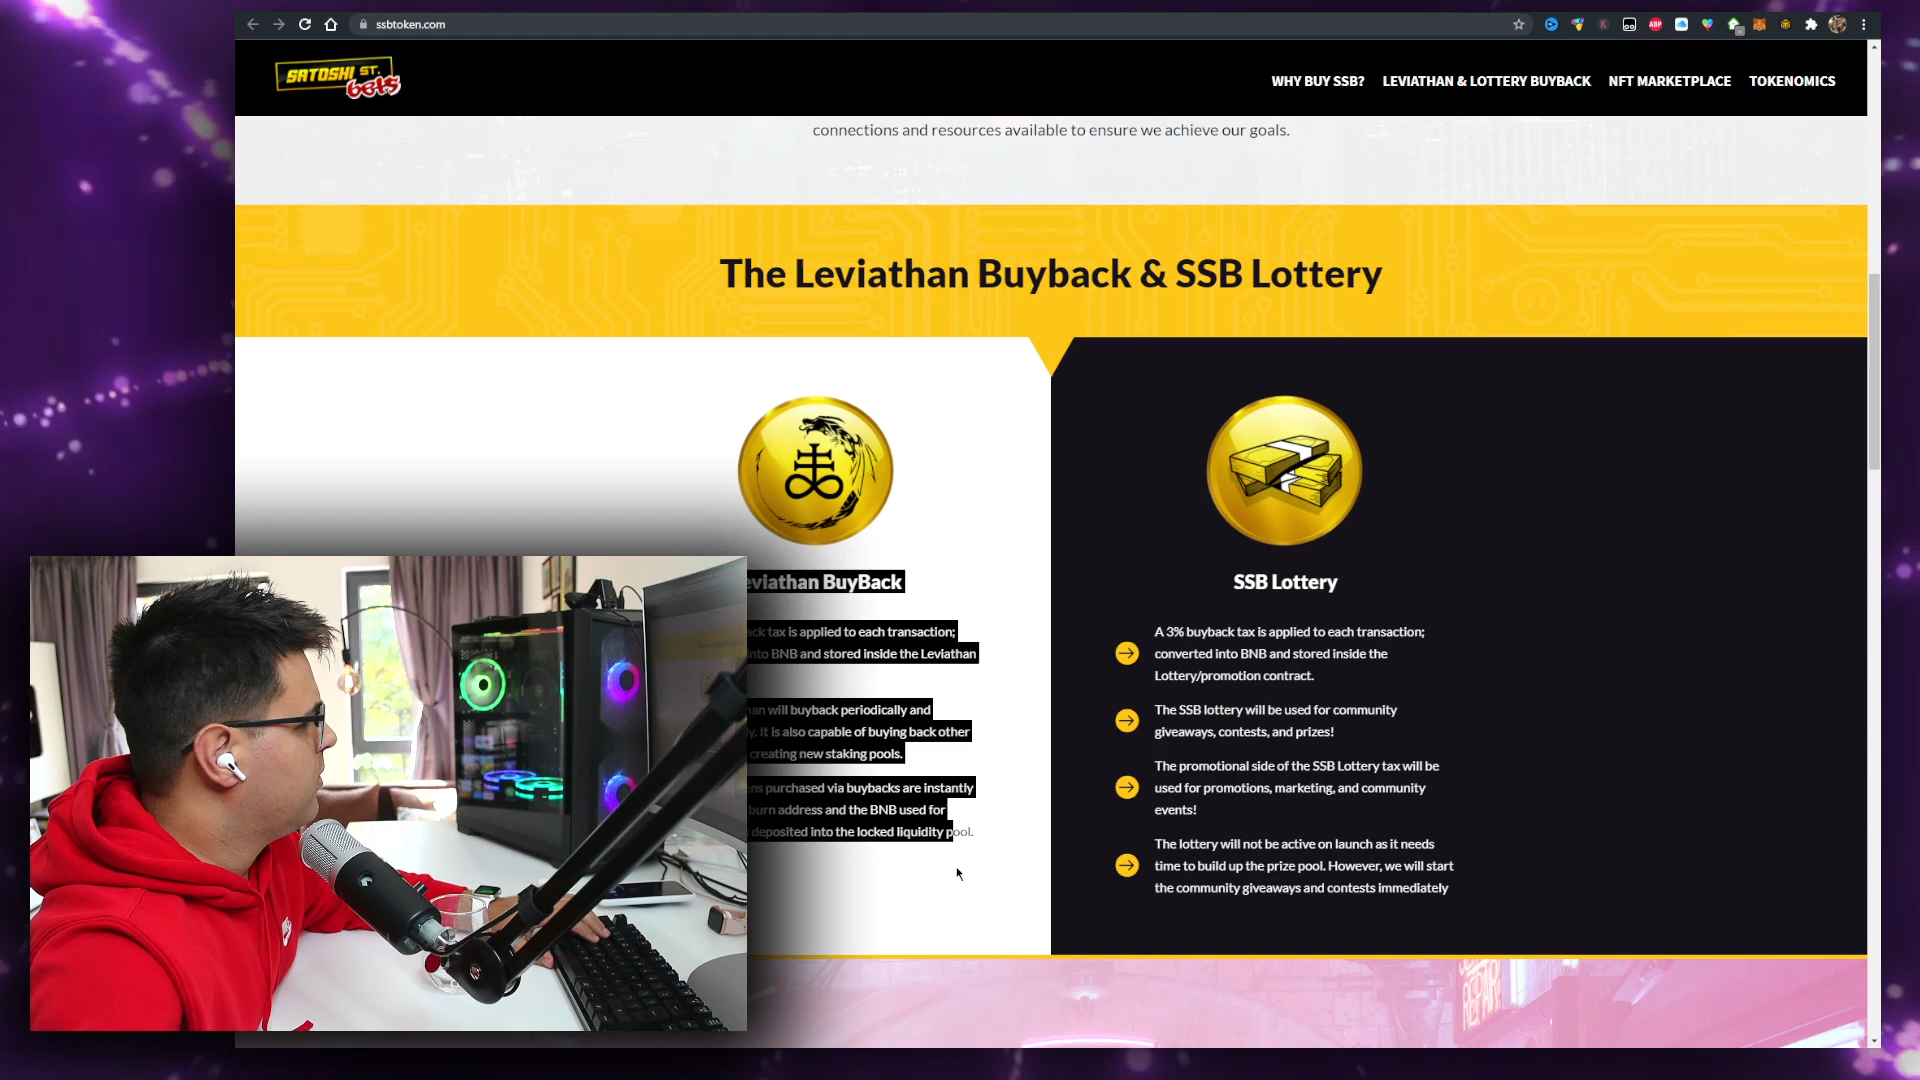 ssbtoken.com
SATOSHI ST.
bets
WHY BUY SSB?
LEVIATHAN & LOTTERY BUYBACK
NFT MARKETPLACE
TOKENOMICS
connections and resources available to ensure we achieve our goals.
The Leviathan Buyback & SSB Lottery
BuyBack
tax is applied to each transaction;
into BNB and stored inside the Leviathan
will buyback periodically and
It is also capable of buying back other
creating new staking pools.
purchased via buybacks are instantly
burn address and the BNB used for
deposited into the locked liquidity pool.
SSB Lottery
A 3% buyback tax is applied to each transaction;
converted into BNB and stored inside the
Lottery/promotion contract.
The SSB lottery will be used for community
giveaways, contests, and prizes!
The promotional side of the SSB Lottery tax will be
used for promotions, marketing, and community
events!
The lottery will not be active on launch as it needs
time to build up the prize pool. However, we will start
the community giveaways and contests immediately
ABP
REPAIR